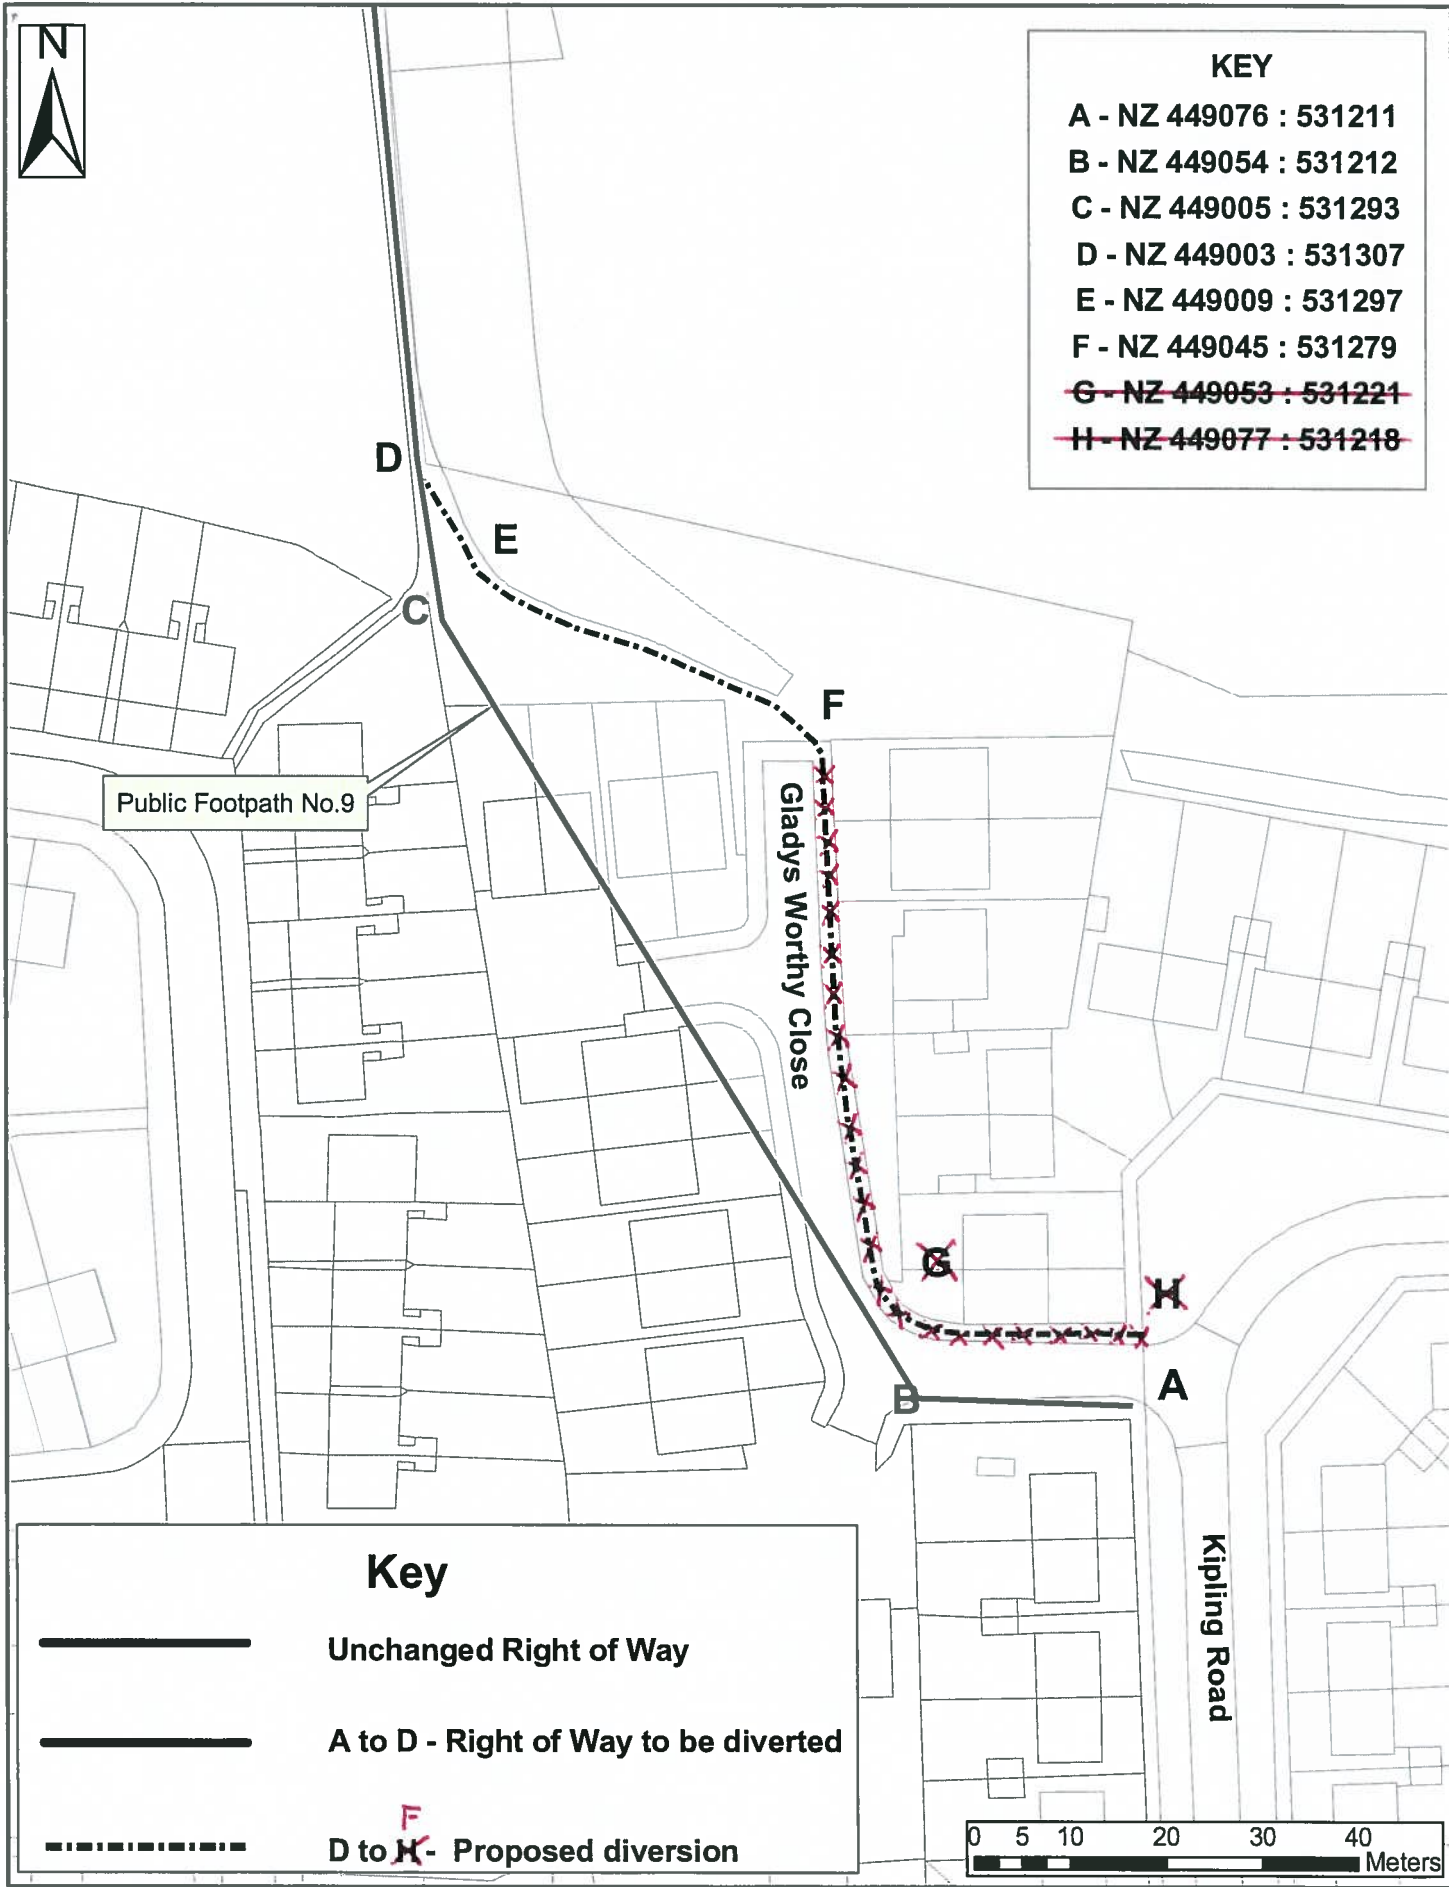 N
KEY
A - NZ 449076 : 531211
B - NZ 449054 : 531212
C - NZ 449005 : 531293
D - NZ 449003 : 531307
E - NZ 449009 : 531297
F - NZ 449045 : 531279
G - NZ 449053 : 531221
H - NZ 449077 : 531218
D
E
C
F
Public Footpath No.9
Gladys Worthy Close
G
H
A
B
Kipling Road
Key
Unchanged Right of Way
A to D - Right of Way to be diverted
F
D to H - Proposed diversion
0 5 10 20 30 40
Meters